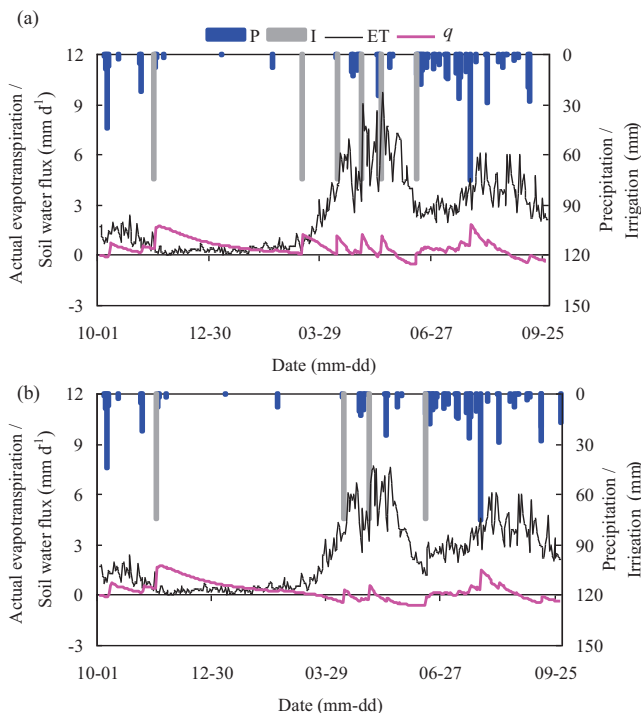 (a)
P I ET q
12 0
9 30
6 60
3 90
0 120
-3 150
Actual evapotranspiration /
Soil water flux (mm d⁻¹)
Precipitation /
Irrigation (mm)
10-01 12-30 03-29 06-27 09-25
Date (mm-dd)
(b)
12 0
9 30
6 60
3 90
0 120
-3 150
Actual evapotranspiration /
Soil water flux (mm d⁻¹)
Precipitation /
Irrigation (mm)
10-01 12-30 03-29 06-27 09-25
Date (mm-dd)